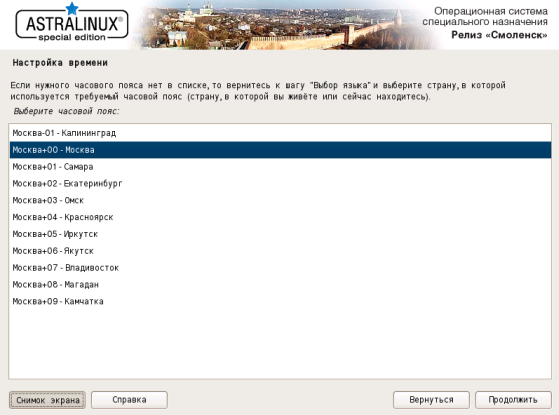 ASTRALINUX®
special edition
Операционная система
специального назначения
Релиз «Смоленск»
Настройка времени
Если нужного часового пояса нет в списке, то вернитесь к шагу "Выбор языка" и выберите страну, в которой
используется требуемый часовой пояс (страну, в которой вы живёте или сейчас находитесь).
Выберите часовой пояс:
Москва-01 - Калининград
Москва+00 - Москва
Москва+01 - Самара
Москва+02 - Екатеринбург
Москва+03 - Омск
Москва+04 - Красноярск
Москва+05 - Иркутск
Москва+06 - Якутск
Москва+07 - Владивосток
Москва+08 - Магадан
Москва+09 - Камчатка
Снимок экрана
Справка
Вернуться
Продолжить